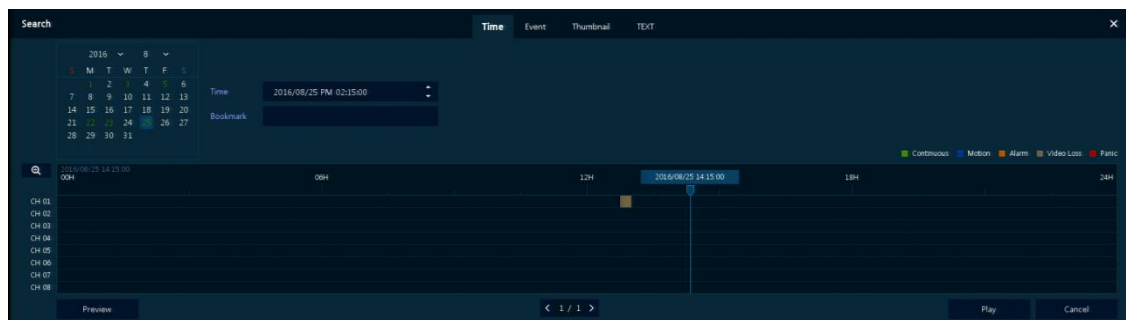 Search Time Event Thumbnail TEXT ×
2016 8
S M T W T F S
1 2 3 4 5 6
7 8 9 10 11 12 13
14 15 16 17 18 19 20
21 22 23 24 25 26 27
28 29 30 31
Time 2016/08/25 PM 02:15:00
Bookmark
Continuous Motion Alarm Video Loss Panic
2016/08/25 14:15:00
00H 06H 12H 2016/08/25 14:15:00 18H 24H
CH 01
CH 02
CH 03
CH 04
CH 05
CH 06
CH 07
CH 08
Preview < 1 / 1 > Play Cancel